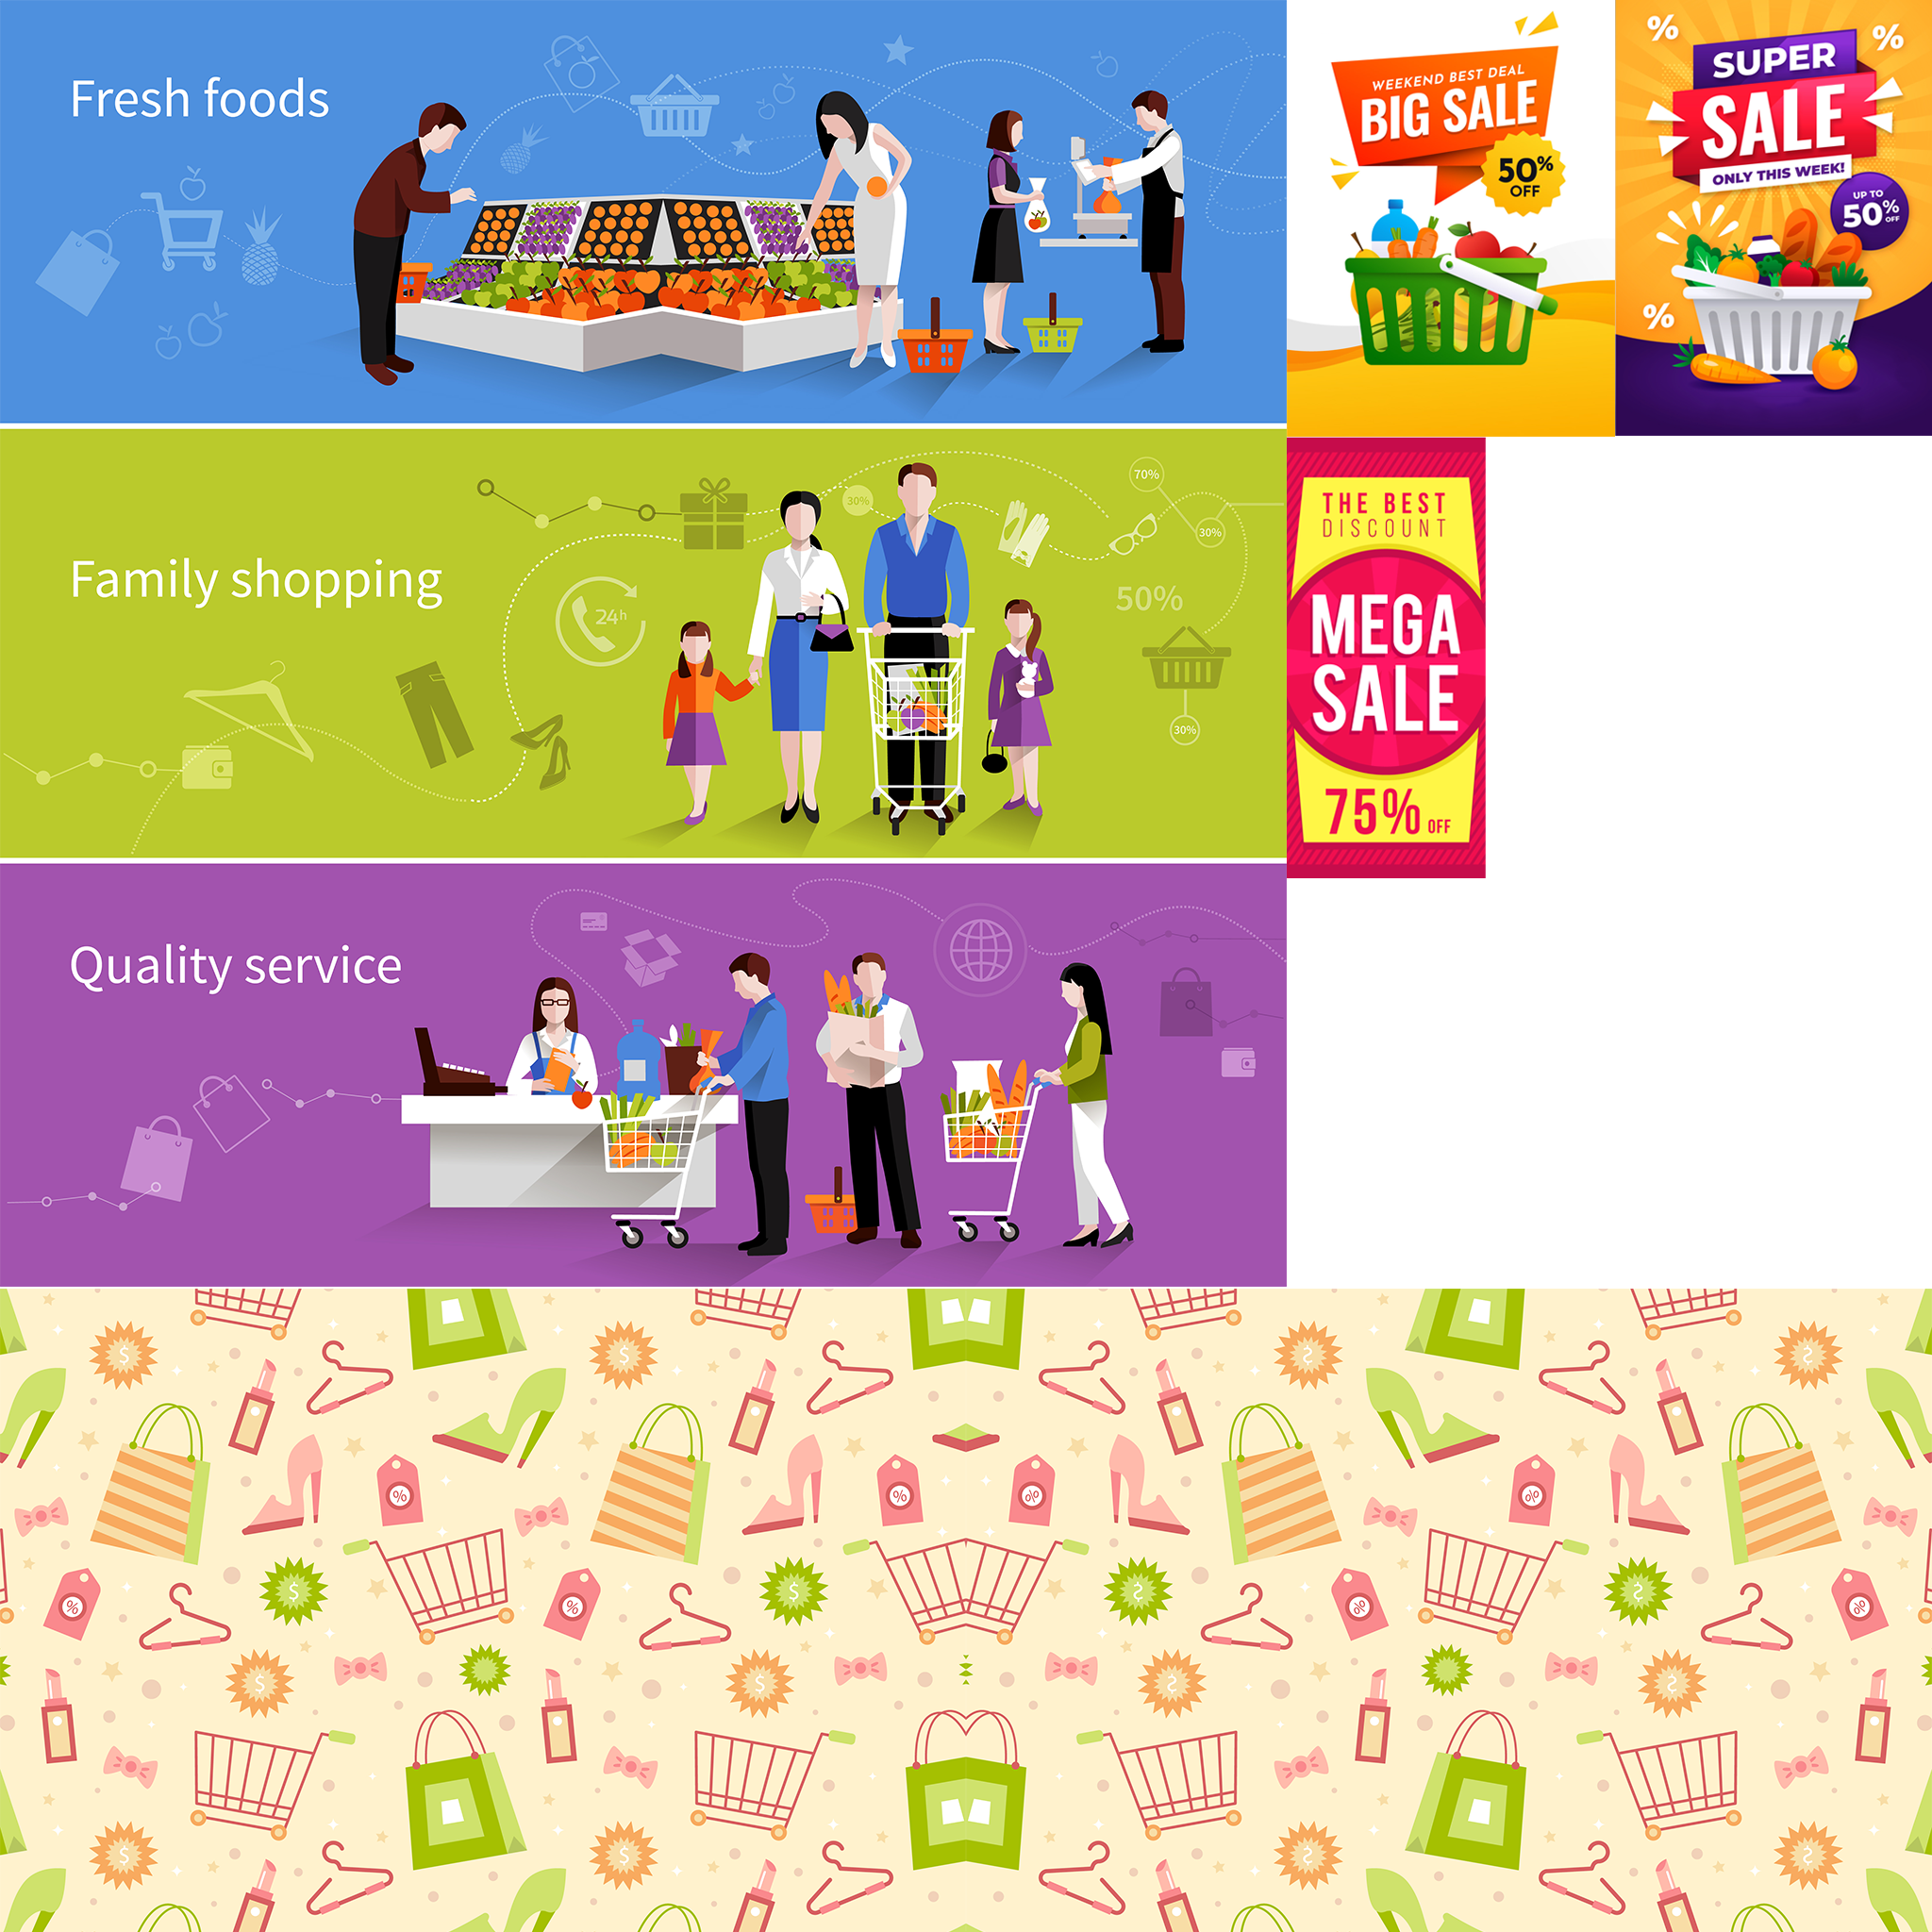 Fresh foods
WEEKEND BEST DEAL
BIG SALE
50%
OFF
%
%
SUPER
SALE
ONLY THIS WEEK!
UP TO
50%
OFF
%
Family shopping
30%
70%
30%
24h
50%
30%
THE BEST
DISCOUNT
MEGA
SALE
75% OFF
Quality service
$
$
%
%
$
$
%
%
$
$
$
$